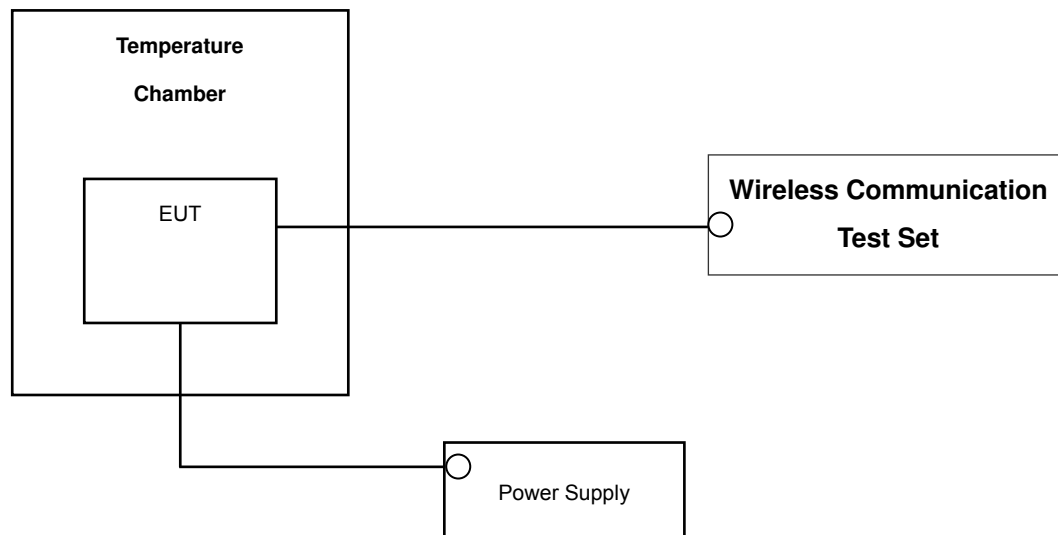 Temperature
Chamber
EUT
Wireless Communication
Test Set
Power Supply